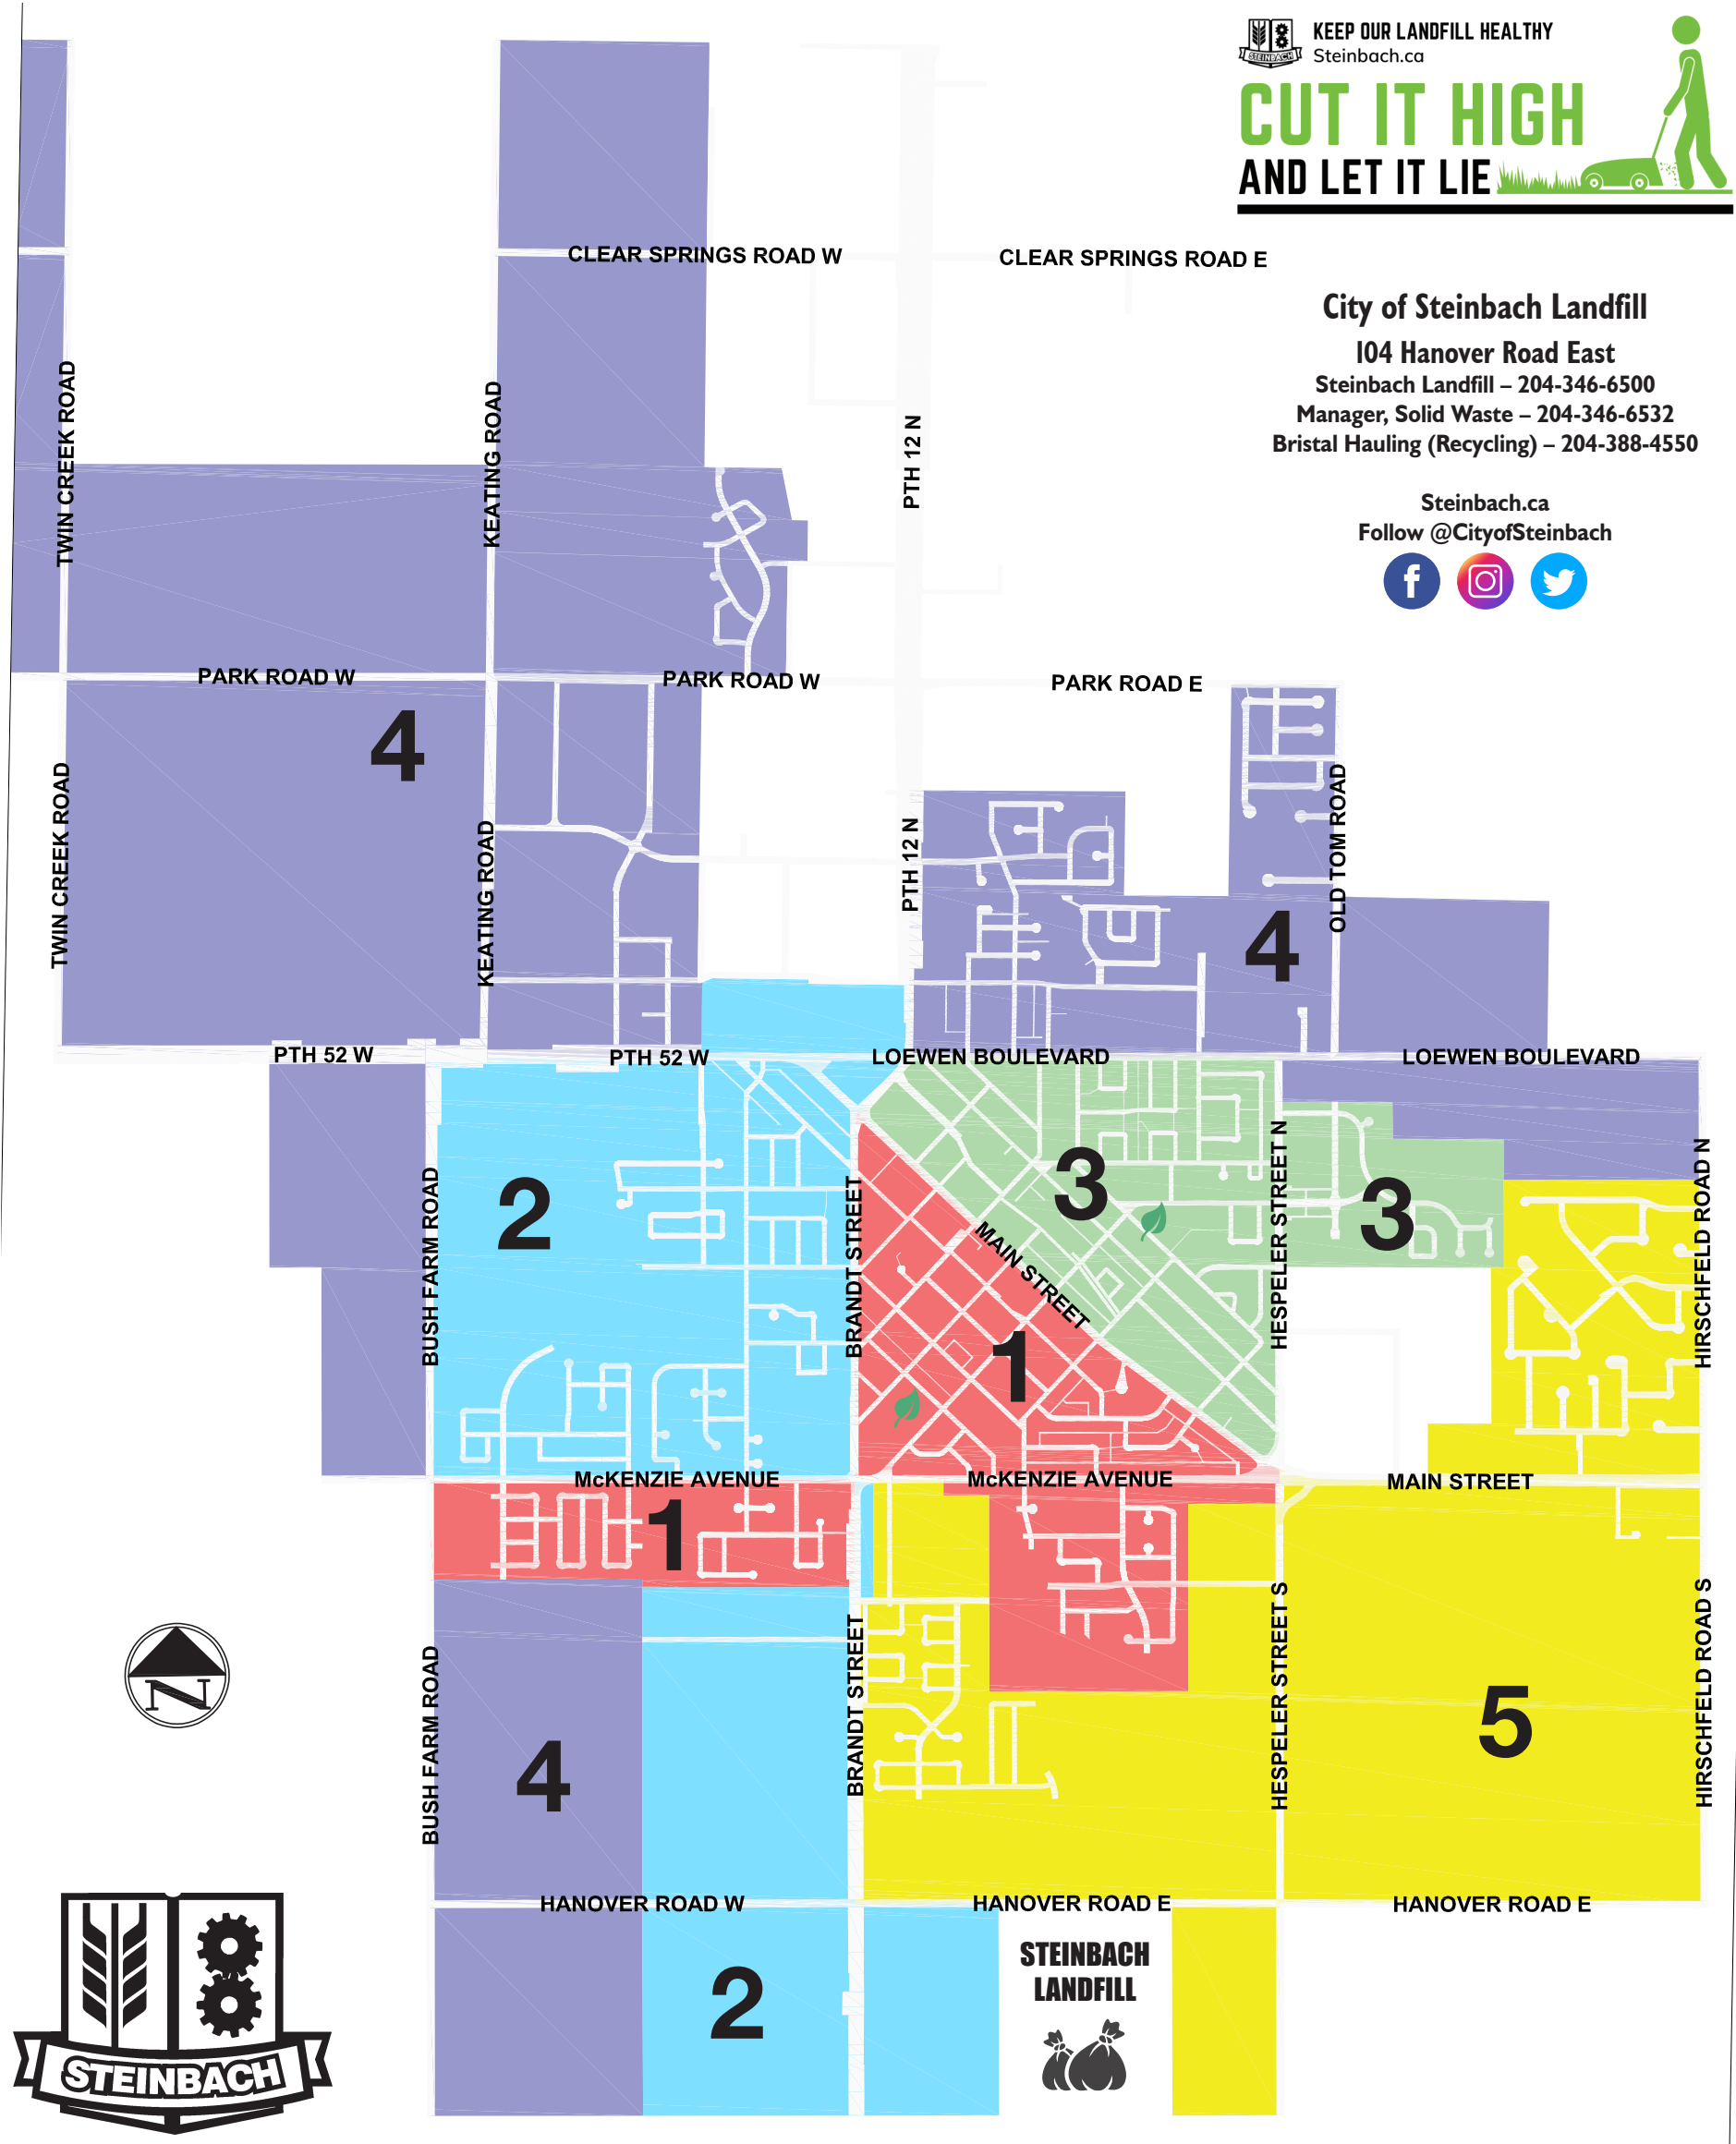 STEINBACH
KEEP OUR LANDFILL HEALTHY
Steinbach.ca
CUT IT HIGH
AND LET IT LIE
CLEAR SPRINGS ROAD W
CLEAR SPRINGS ROAD E
City of Steinbach Landfill
104 Hanover Road East
Steinbach Landfill – 204-346-6500
Manager, Solid Waste – 204-346-6532
Bristal Hauling (Recycling) – 204-388-4550
Steinbach.ca
Follow @CityofSteinbach
TWIN CREEK ROAD
KEATING ROAD
PTH 12 N
PARK ROAD W
PARK ROAD W
PARK ROAD E
4
TWIN CREEK ROAD
KEATING ROAD
PTH 12 N
OLD TOM ROAD
4
PTH 52 W
PTH 52 W
LOEWEN BOULEVARD
LOEWEN BOULEVARD
BUSH FARM ROAD
2
BRANDT STREET
3
MAIN STREET
HESPELER STREET N
3
HIRSCHFELD ROAD N
1
McKENZIE AVENUE
McKENZIE AVENUE
MAIN STREET
1
BUSH FARM ROAD
BRANDT STREET
HESPELER STREET S
HIRSCHFELD ROAD S
N
4
5
HANOVER ROAD W
HANOVER ROAD E
HANOVER ROAD E
STEINBACH
LANDFILL
2
STEINBACH